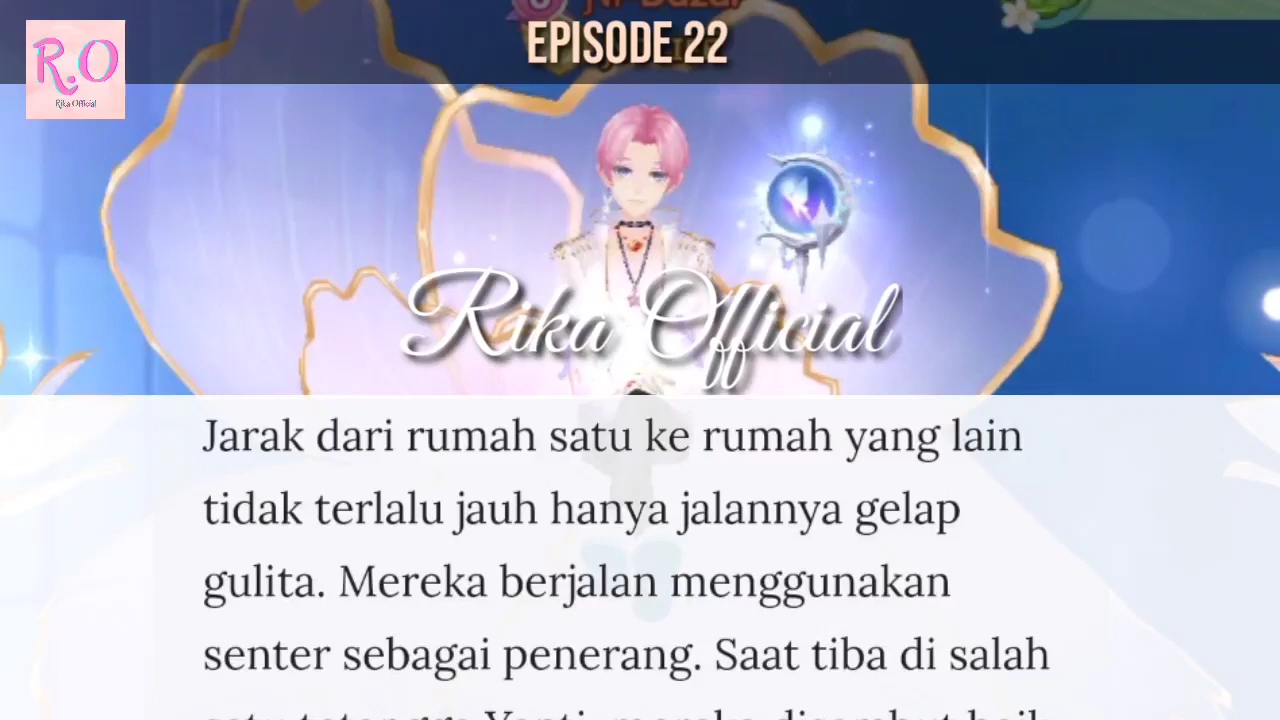 EPISODE 22
R.O
Rika Official
Rika Official
Jarak dari rumah satu ke rumah yang lain
tidak terlalu jauh hanya jalannya gelap
gulita. Mereka berjalan menggunakan
senter sebagai penerang. Saat tiba di salah